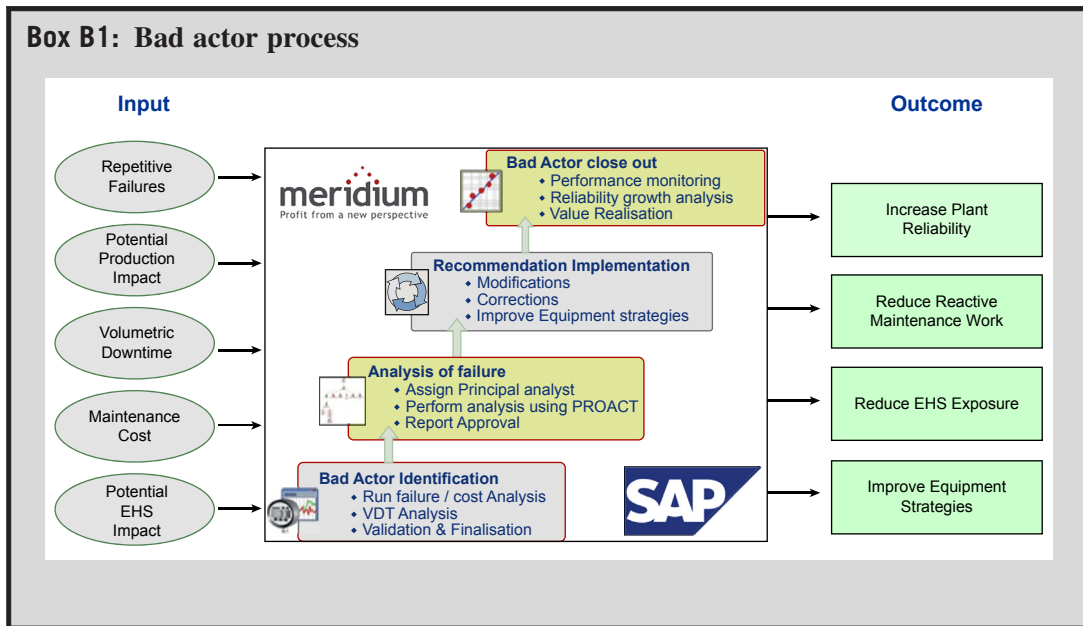 Box B1: Bad actor process
Input
Outcome
Repetitive
Failures
Potential
Production
Impact
Volumetric
Downtime
Maintenance
Cost
Potential
EHS
Impact
meridium
Profit from a new perspective
Bad Actor close out
Performance monitoring
Reliability growth analysis
Value Realisation
Recommendation Implementation
Modifications
Corrections
Improve Equipment strategies
Analysis of failure
Assign Principal analyst
Perform analysis using PROACT
Report Approval
Bad Actor Identification
Run failure / cost Analysis
VDT Analysis
Validation & Finalisation
SAP
Increase Plant
Reliability
Reduce Reactive
Maintenance Work
Reduce EHS Exposure
Improve Equipment
Strategies